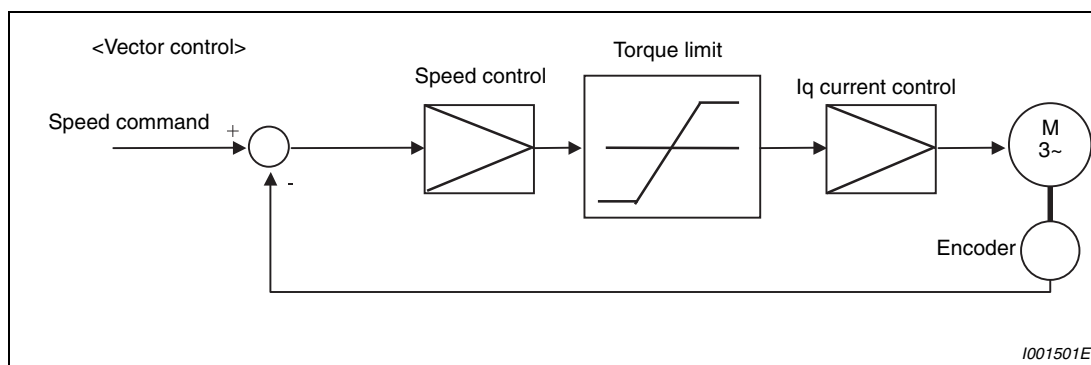 <Vector control>
Torque limit
Speed control
Iq current control
Speed command
+
-
M
3~
Encoder
I001501E